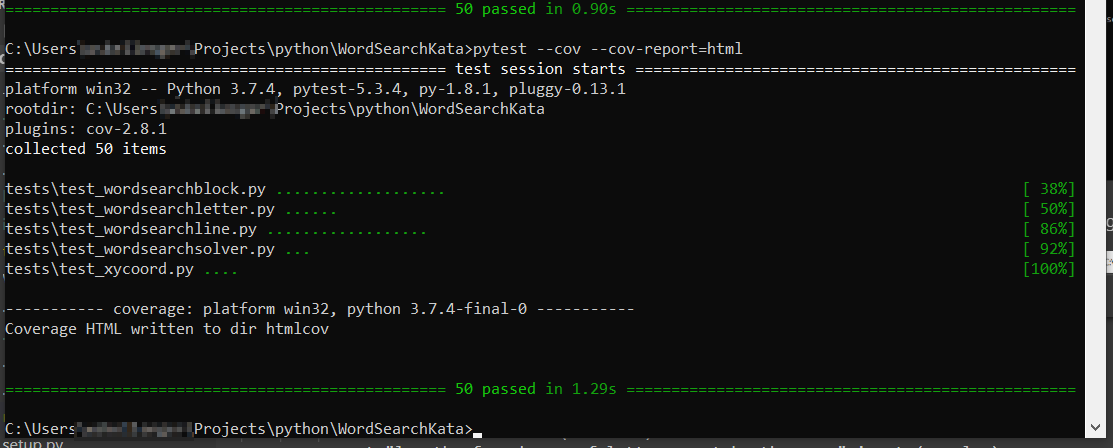 ============================================== 50 passed in 0.90s ===============================================
C:\Users\ \Projects\python\WordSearchKata>pytest --cov --cov-report=html
============================================== test session starts ==============================================
platform win32 -- Python 3.7.4, pytest-5.3.4, py-1.8.1, pluggy-0.13.1
rootdir: C:\Users\ Projects\python\WordSearchKata
plugins: cov-2.8.1
collected 50 items
tests\test_wordsearchblock.py ................... [ 38%]
tests\test_wordsearchletter.py ...... [ 50%]
tests\test_wordsearchline.py .................. [ 86%]
tests\test_wordsearchsolver.py ... [ 92%]
tests\test_xycoord.py .... [100%]
----------- coverage: platform win32, python 3.7.4-final-0 -----------
Coverage HTML written to dir htmlcov
============================================== 50 passed in 1.29s ===============================================
C:\Users\ \Projects\python\WordSearchKata>
setup.py